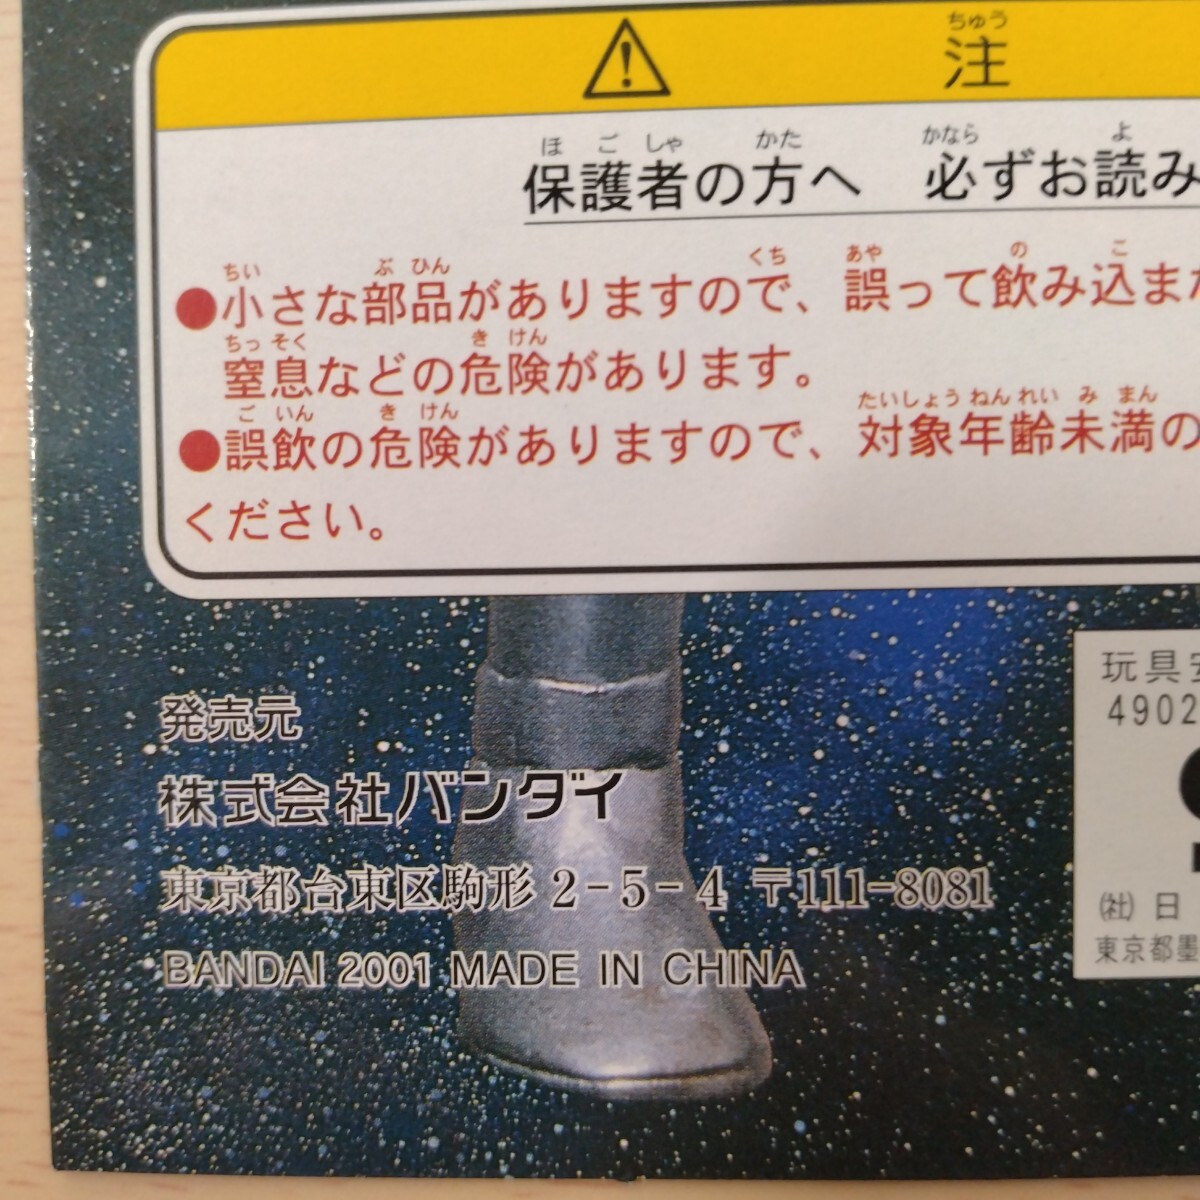 ちゅう
注
ほごしゃ かた かなら よ
保護者の方へ 必ずお読み
ちい ぶ ひん くち あや の こ
●小さな部品がありますので、誤って飲み込ま
ちっ そく き けん
窒息などの危険があります。
ご いん き けん たいしょう ねん れい み まん
●誤飲の危険がありますので、対象年齢未満の
ください。
発売元
株式会社バンダイ
東京都台東区駒形 2-5-4 〒111-8081
BANDAI 2001 MADE IN CHINA
玩具
4902
㈳ 日
東京都墨